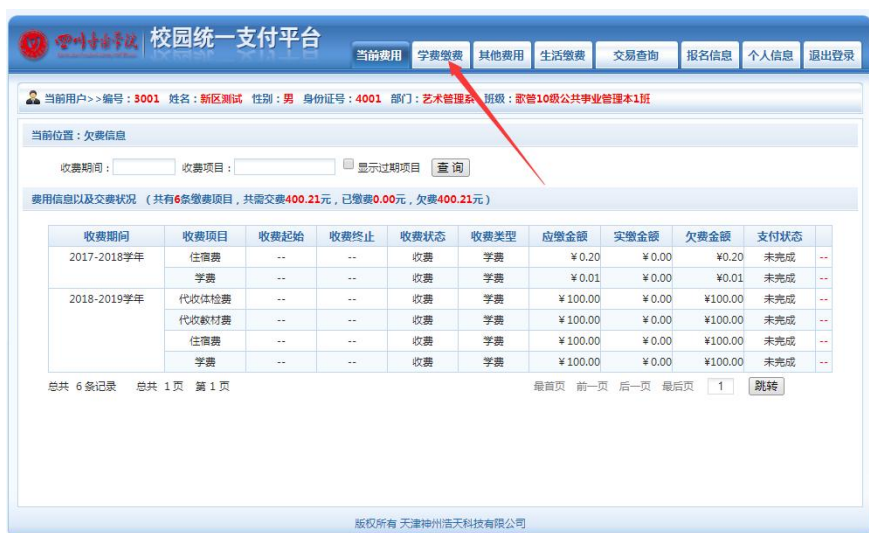 四川音乐学院 校园统一支付平台
当前费用 学费缴费 其他费用 生活缴费 交易查询 报名信息 个人信息 退出登录
当前用户>>编号：3001 姓名：新区测试 性别：男 身份证号：4001 部门：艺术管理系 班级：歌管10级公共事业管理本1班
当前位置：欠费信息
收费期间： 收费项目： 显示过期项目 查 询
费用信息以及交费状况 （共有6条缴费项目，共需交费400.21元，已缴费0.00元，欠费400.21元）
收费期间 收费项目 收费起始 收费终止 收费状态 收费类型 应缴金额 实缴金额 欠费金额 支付状态
2017-2018学年 住宿费 -- -- 收费 学费 ¥0.20 ¥0.00 ¥0.20 未完成 --
学费 -- -- 收费 学费 ¥0.01 ¥0.00 ¥0.01 未完成 --
2018-2019学年 代收体检费 -- -- 收费 学费 ¥100.00 ¥0.00 ¥100.00 未完成 --
代收教材费 -- -- 收费 学费 ¥100.00 ¥0.00 ¥100.00 未完成 --
住宿费 -- -- 收费 学费 ¥100.00 ¥0.00 ¥100.00 未完成 --
学费 -- -- 收费 学费 ¥100.00 ¥0.00 ¥100.00 未完成 --
总共 6 条记录 总共 1 页 第 1 页 最首页 前一页 后一页 最后页 1 跳转
版权所有 天津神州浩天科技有限公司